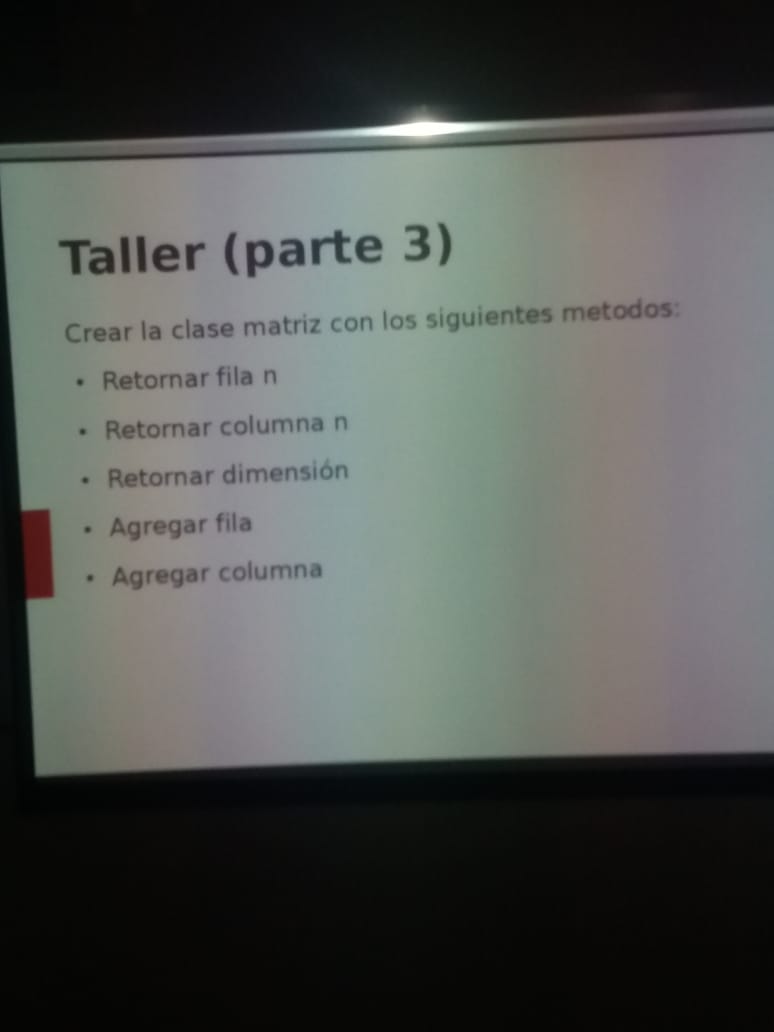 Taller (parte 3)
Crear la clase matriz con los siguientes metodos:
• Retornar fila n
• Retornar columna n
• Retornar dimensión
• Agregar fila
• Agregar columna